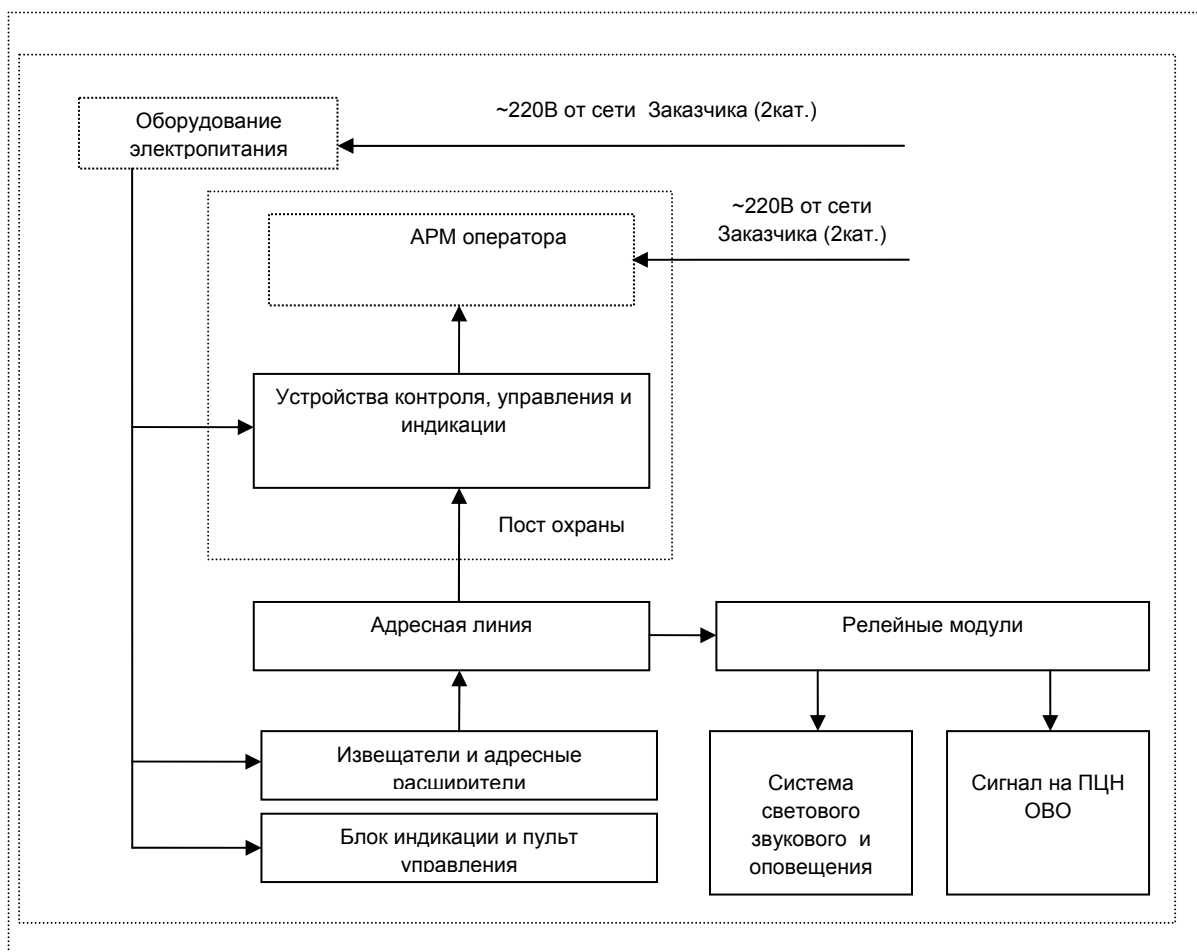 ~220В от сети Заказчика (2кат.)
Оборудование
электропитания
~220В от сети
Заказчика (2кат.)
АРМ оператора
Устройства контроля, управления и
индикации
Пост охраны
Адресная линия
Релейные модули
Извещатели и адресные
расширители
Система
светового
звукового и
оповещения
Сигнал на ПЦН
ОВО
Блок индикации и пульт
управления